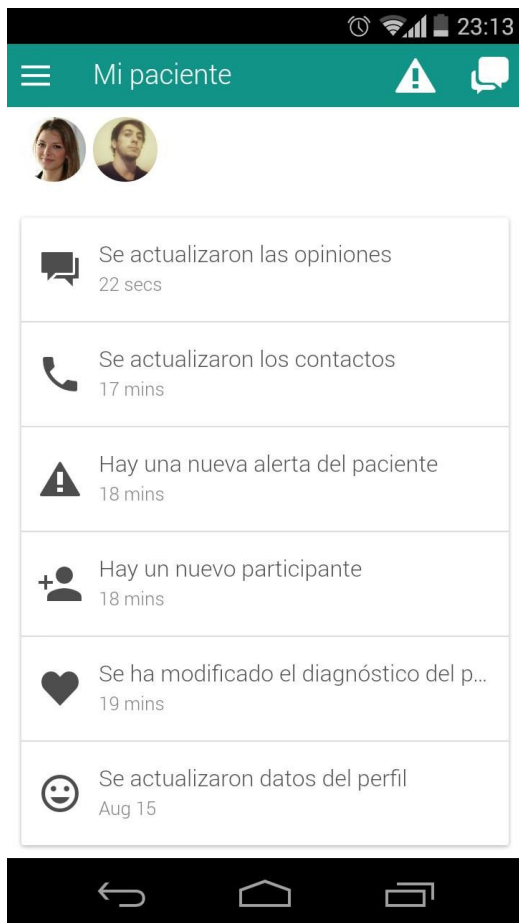 23:13
Mi paciente
Se actualizaron las opiniones
22 secs
Se actualizaron los contactos
17 mins
Hay una nueva alerta del paciente
18 mins
Hay un nuevo participante
18 mins
Se ha modificado el diagnóstico del p...
19 mins
Se actualizaron datos del perfil
Aug 15